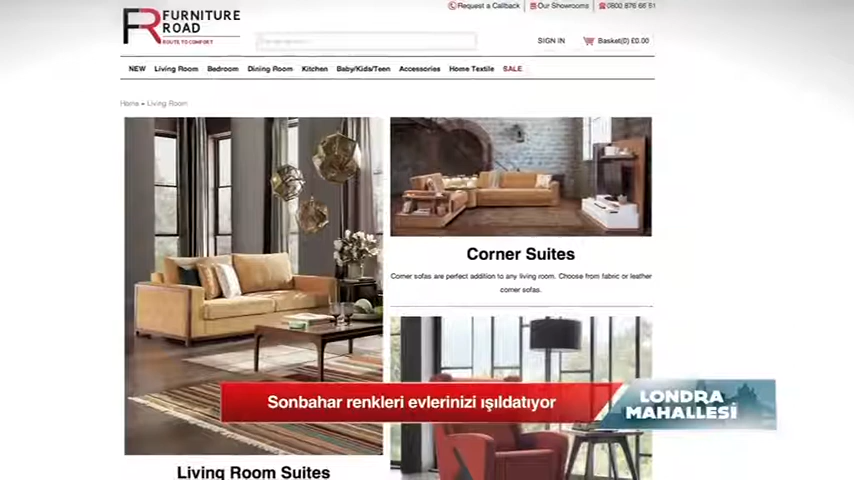 Request a Callback
Our Showrooms
0800 876 66 51
FR FURNITURE
ROAD
ROUTE TO COMFORT
SIGN IN
Basket(0) £0.00
NEW Living Room Bedroom Dining Room Kitchen Baby/Kids/Teen Accessories Home Textile SALE
Home » Living Room
Corner Suites
Corner sofas are perfect addition to any living room. Choose from fabric or leather
corner sofas.
Sonbahar renkleri evlerinizi ışıldatıyor
LONDRA
MAHALLESİ
Living Room Suites